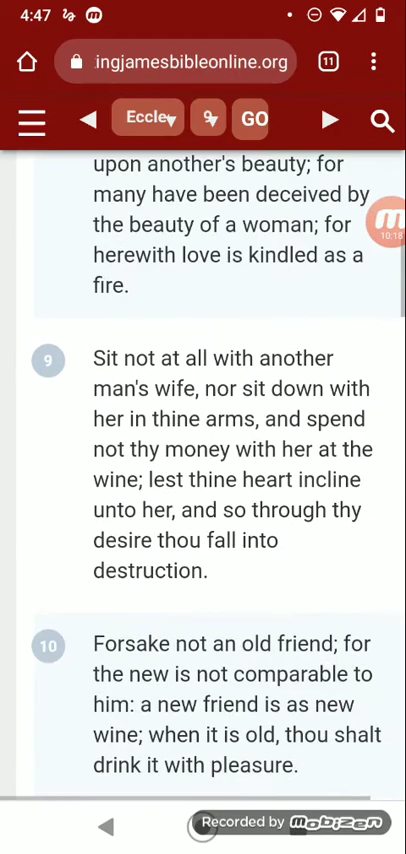 4:47
ingjamesbibleonline.org
11
Eccle
9
GO
upon another's beauty; for
many have been deceived by
the beauty of a woman; for
herewith love is kindled as a
fire.
10:18
9
Sit not at all with another
man's wife, nor sit down with
her in thine arms, and spend
not thy money with her at the
wine; lest thine heart incline
unto her, and so through thy
desire thou fall into
destruction.
10
Forsake not an old friend; for
the new is not comparable to
him: a new friend is as new
wine; when it is old, thou shalt
drink it with pleasure.
Recorded by mobizen